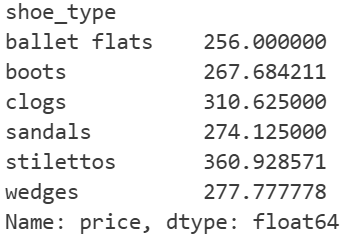 shoe_type
ballet flats    256.000000
boots           267.684211
clogs           310.625000
sandals         274.125000
stilettos       360.928571
wedges          277.777778
Name: price, dtype: float64